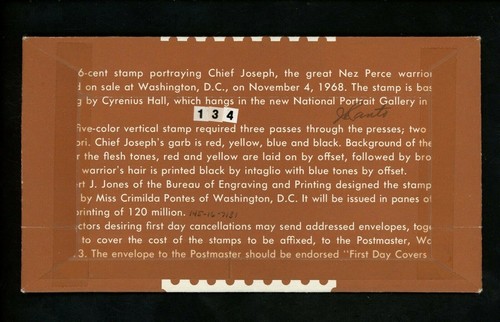 6-cent stamp portraying Chief Joseph, the great Nez Perce warrior
d on sale at Washington, D.C., on November 4, 1968. The stamp is bas
g by Cyrenius Hall, which hangs in the new National Portrait Gallery in
134
five-color vertical stamp required three passes through the presses; two
ori. Chief Joseph's garb is red, yellow, blue and black. Background of the
r the flesh tones, red and yellow are laid on by offset, followed by bro
warrior's hair is printed black by intaglio with blue tones by offset.
rt J. Jones of the Bureau of Engraving and Printing designed the stamp
by Miss Crimilda Pontes of Washington, D.C. It will be issued in panes of
printing of 120 million.
ctors desiring first day cancellations may send addressed envelopes, toge
to cover the cost of the stamps to be affixed, to the Postmaster, Wa
3. The envelope to the Postmaster should be endorsed "First Day Covers